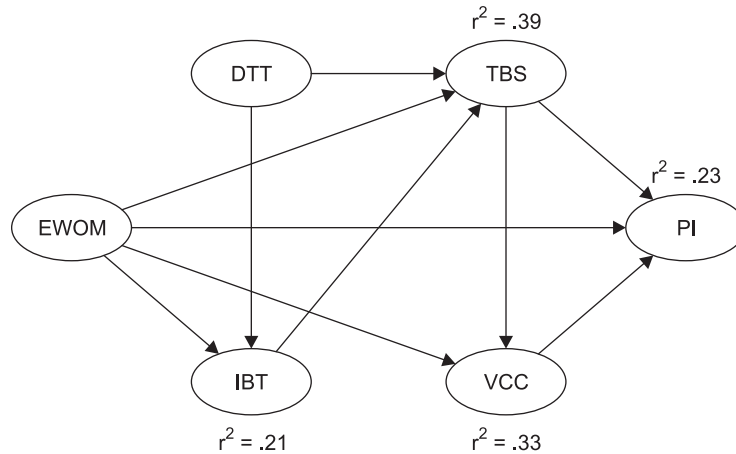 r² = .39
DTT
TBS
r² = .23
EWOM
PI
IBT
VCC
r² = .21
r² = .33